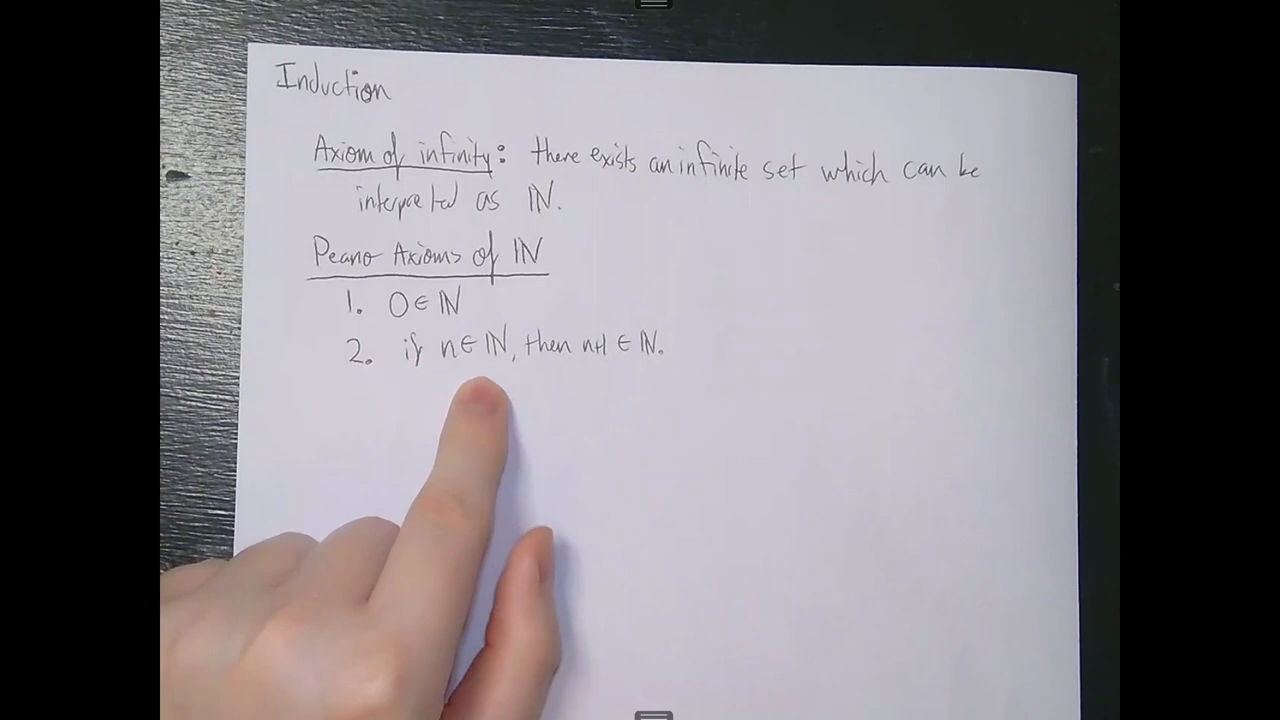 Induction
Axiom of infinity: there exists an infinite set which can be
interpreted as ℕ.
Peano Axioms of ℕ
1. 0 ∈ ℕ
2. if n ∈ ℕ, then n+1 ∈ ℕ.